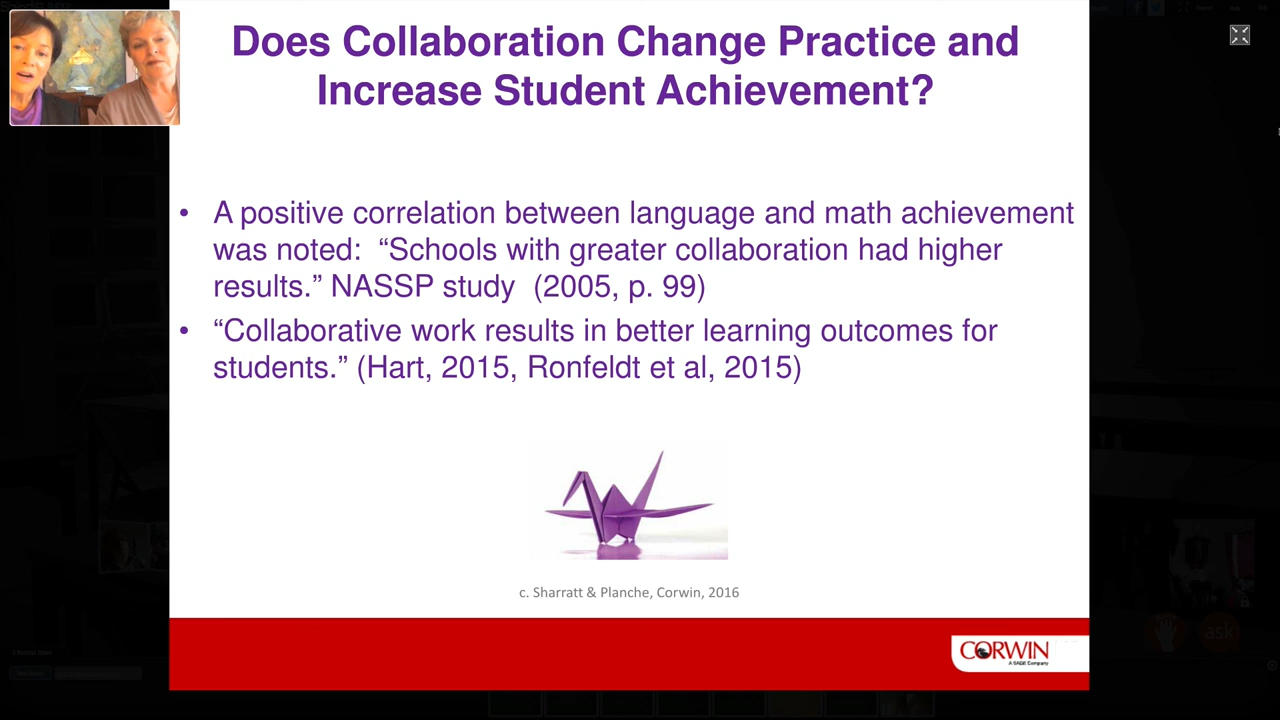 Does Collaboration Change Practice and
Increase Student Achievement?
• A positive correlation between language and math achievement
was noted:  “Schools with greater collaboration had higher
results.” NASSP study  (2005, p. 99)
• “Collaborative work results in better learning outcomes for
students.” (Hart, 2015, Ronfeldt et al, 2015)
c. Sharratt & Planche, Corwin, 2016
CORWIN
A SAGE Company
ask